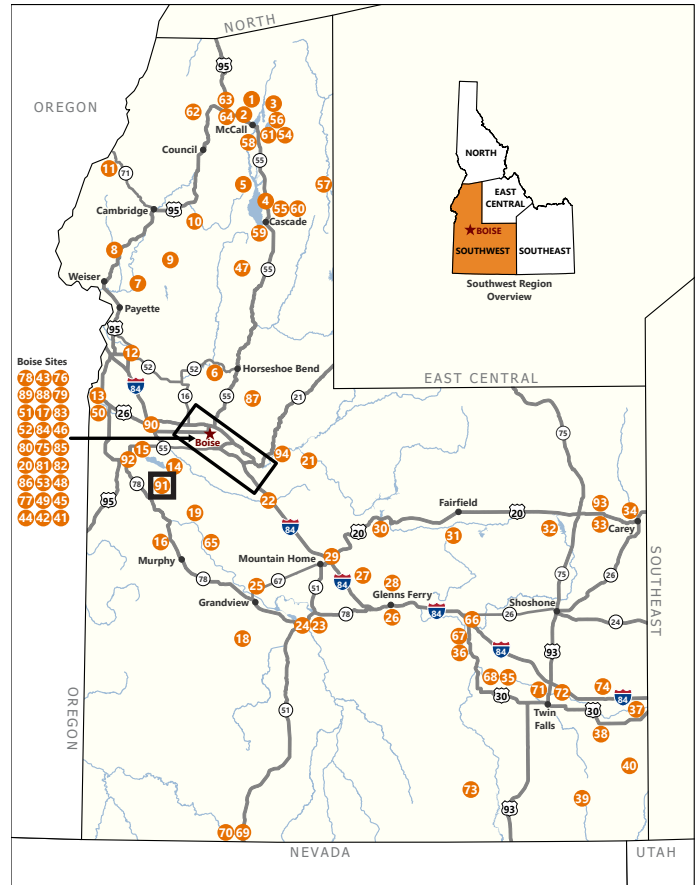 NORTH
OREGON
95
63
1
3
62
64
2
56
McCall
61
54
58
Council
55
11
71
5
57
4
55
60
Cambridge
95
10
Cascade
59
8
9
47
55
Weiser
7
Payette
95
12
52
52
6
Horseshoe Bend
84
16
55
87
21
13
50
26
90
Boise
15
55
92
14
94
21
91
78
22
95
19
84
16
65
Murphy
Mountain Home
29
20
30
67
78
25
51
84
27
28
Glenns Ferry
Grandview
24
23
78
26
18
51
70
69
Boise Sites
78 43 76
89 88 79
51 17 83
52 84 46
80 75 85
20 81 82
86 53 48
77 49 45
44 42 41
NORTH
EAST
CENTRAL
BOISE
SOUTHWEST
SOUTHEAST
Southwest Region
Overview
EAST CENTRAL
75
Fairfield
20
93
34
31
32
33
Carey
75
26
84
66
26
Shoshone
24
67
36
84
93
68
35
30
71
72
74
84
37
30
Twin
Falls
38
40
73
93
39
SOUTHEAST
OREGON
NEVADA
UTAH